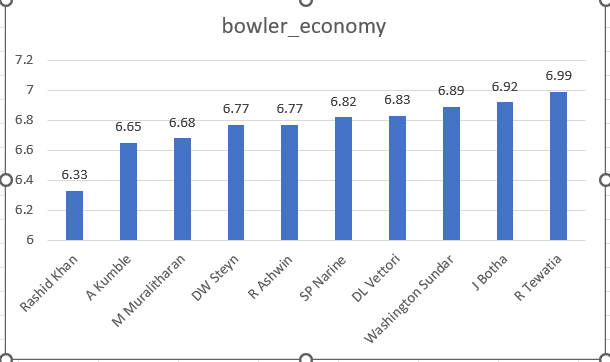 bowler_economy
7.2
7
6.8
6.6
6.4
6.2
6
6.33
6.65
6.68
6.77
6.77
6.82
6.83
6.89
6.92
6.99
Rashid Khan
A Kumble
M Muralitharan
DW Steyn
R Ashwin
SP Narine
DL Vettori
Washington Sundar
J Botha
R Tewatia